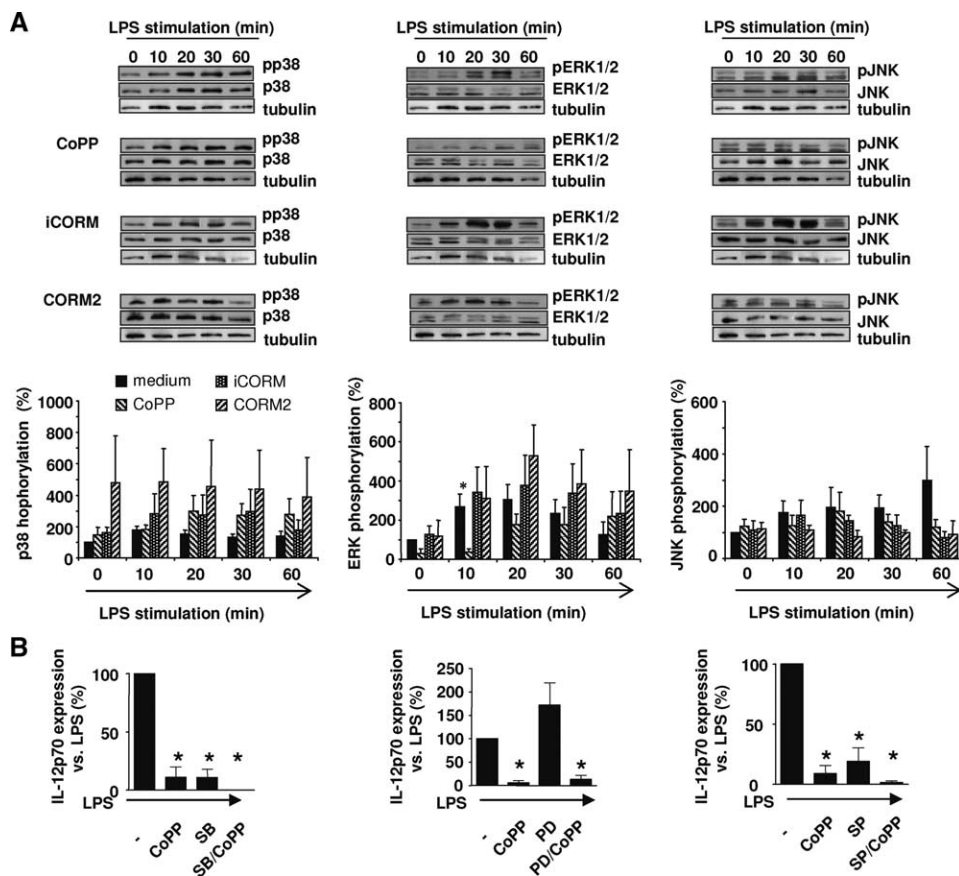 A
LPS stimulation (min) LPS stimulation (min) LPS stimulation (min)
0 10 20 30 60 0 10 20 30 60 0 10 20 30 60
pp38 pERK1/2 pJNK
p38 ERK1/2 JNK
tubulin tubulin tubulin
CoPP pp38 pERK1/2 pJNK
p38 ERK1/2 JNK
tubulin tubulin tubulin
iCORM pp38 pERK1/2 pJNK
p38 ERK1/2 JNK
tubulin tubulin tubulin
CORM2 pp38 pERK1/2 pJNK
p38 ERK1/2 JNK
tubulin tubulin tubulin
p38 hophorylation (%)
1000
800
600
400
200
0
medium iCORM
CoPP CORM2
0 10 20 30 60
LPS stimulation (min)
ERK phosphorylation (%)
800
600
400
200
0
*
0 10 20 30 60
LPS stimulation (min)
JNK phosphorylation (%)
600
400
200
0
0 10 20 30 60
LPS stimulation (min)
B
IL-12p70 expression
vs. LPS (%)
100
50
0
* * *
LPS
- CoPP SB SB/CoPP
IL-12p70 expression
vs. LPS (%)
250
200
150
100
50
0
* *
LPS
- CoPP PD PD/CoPP
IL-12p70 expression
vs. LPS (%)
100
50
0
* * *
LPS
- CoPP SP SP/CoPP